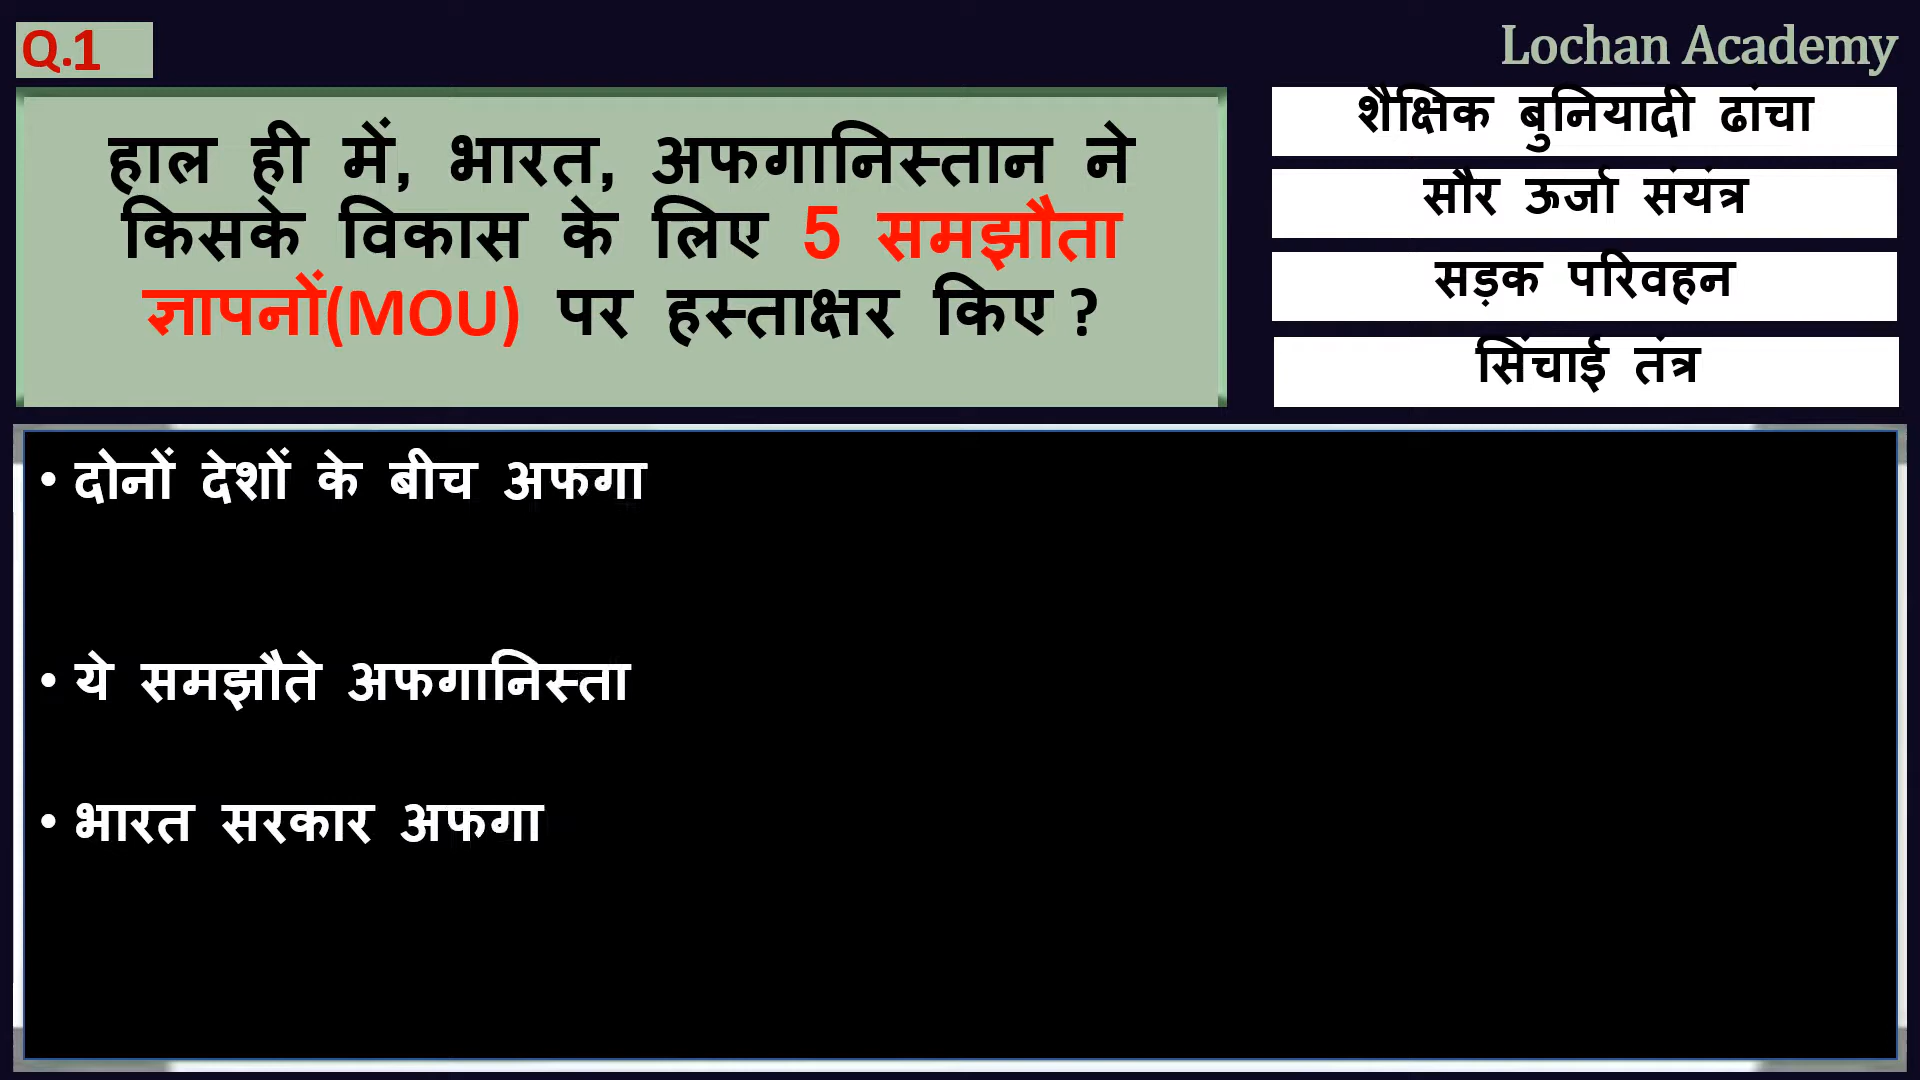 Q.1
Lochan Academy
हाल ही में, भारत, अफगानिस्तान ने
किसके विकास के लिए 5 समझौता
ज्ञापनों(MOU) पर हस्ताक्षर किए ?
शैक्षिक बुनियादी ढांचा
सौर ऊर्जा संयंत्र
सड़क परिवहन
सिंचाई तंत्र
• दोनों देशों के बीच अफगा
• ये समझौते अफगानिस्ता
• भारत सरकार अफगा